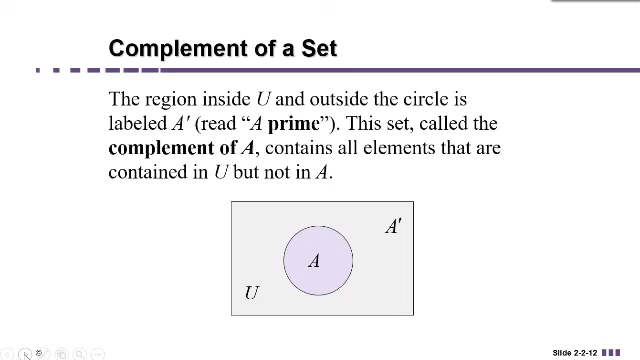 Complement of a Set
The region inside U and outside the circle is
labeled A′ (read “A prime”). This set, called the
complement of A, contains all elements that are
contained in U but not in A.
A′
A
U
©
Slide 2-2-12